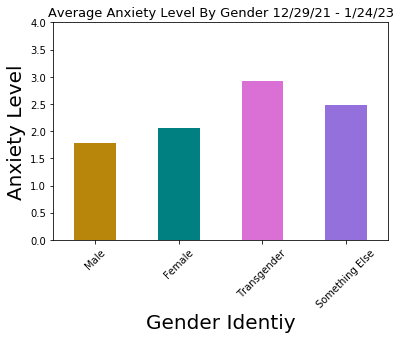 Average Anxiety Level By Gender 12/29/21 - 1/24/23
Anxiety Level
4.0
3.5
3.0
2.5
2.0
1.5
1.0
0.5
0.0
Male
Female
Transgender
Something Else
Gender Identiy